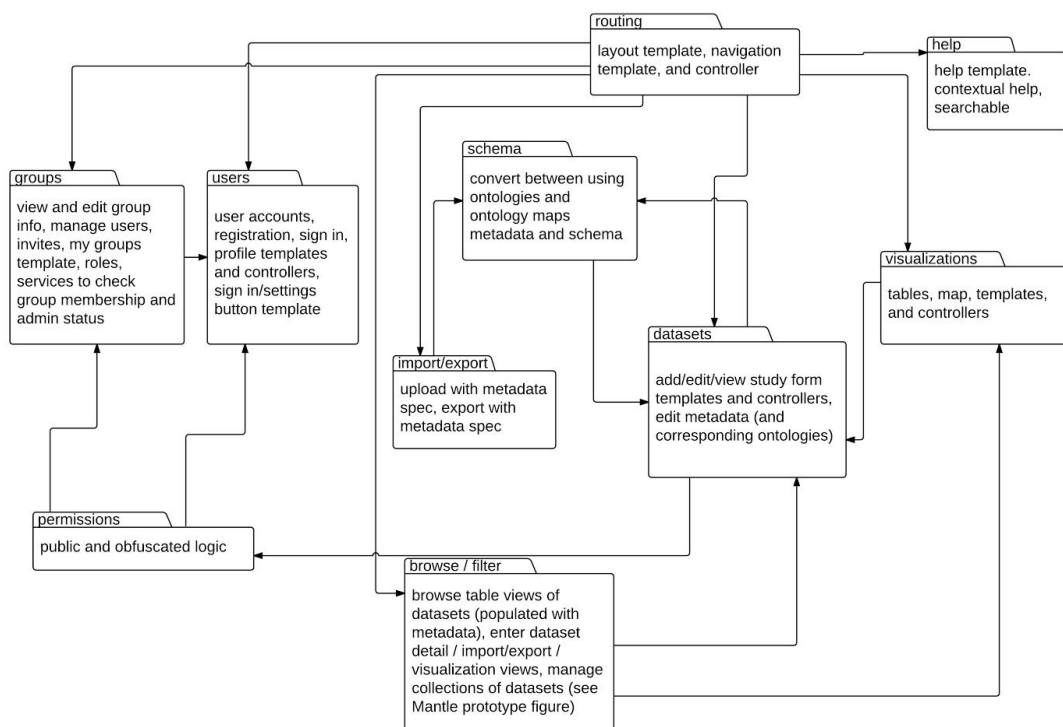 routing
layout template, navigation
template, and controller
help
help template.
contextual help,
searchable
schema
convert between using
ontologies and
ontology maps
metadata and schema
groups
view and edit group
info, manage users,
invites, my groups
template, roles,
services to check
group membership and
admin status
users
user accounts,
registration, sign in,
profile templates
and controllers,
sign in/settings
button template
visualizations
tables, map, templates,
and controllers
import/export
upload with metadata
spec, export with
metadata spec
datasets
add/edit/view study form
templates and controllers,
edit metadata (and
corresponding ontologies)
permissions
public and obfuscated logic
browse / filter
browse table views of
datasets (populated with
metadata), enter dataset
detail / import/export /
visualization views, manage
collections of datasets (see
Mantle prototype figure)